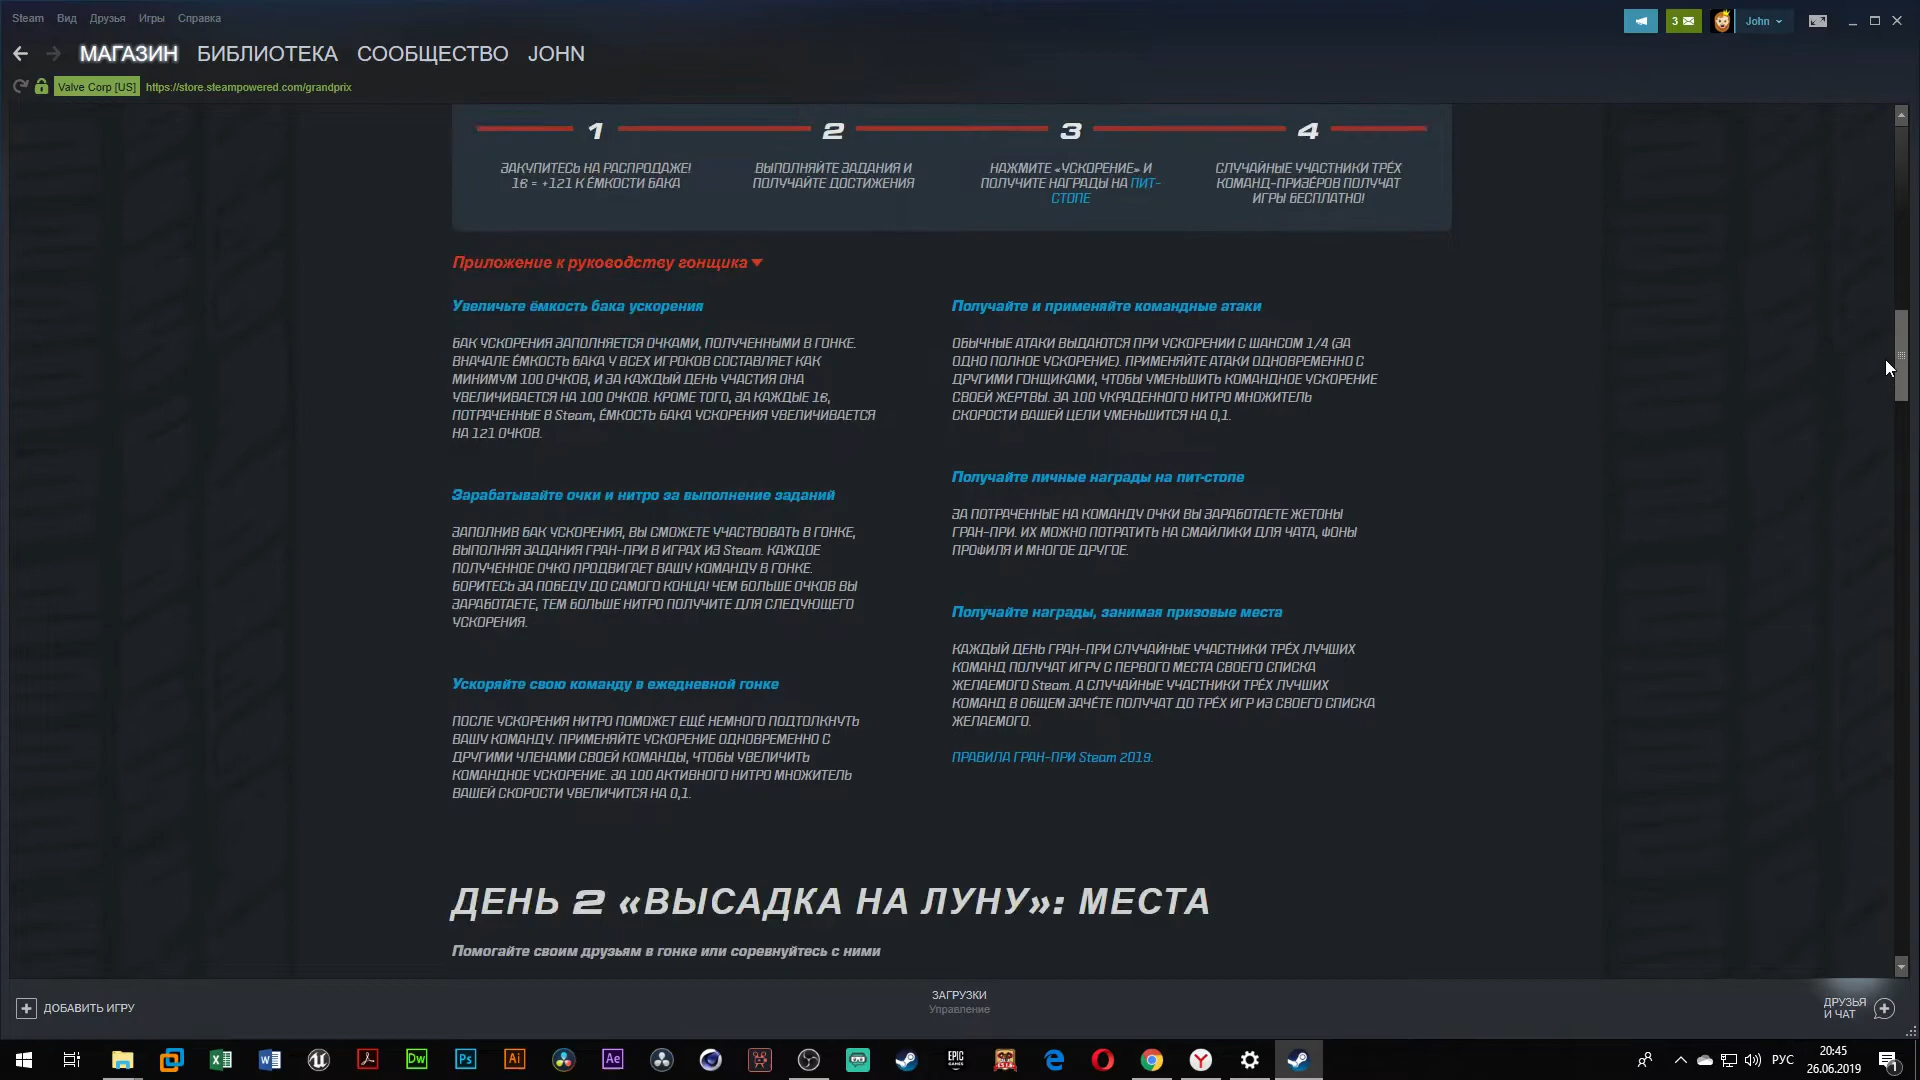 Steam Вид Друзья Игры Справка
3
John
МАГАЗИН БИБЛИОТЕКА СООБЩЕСТВО JOHN
Valve Corp [US] https://store.steampowered.com/grandprix
1 2 3 4
ЗАКУПИТЕСЬ НА РАСПРОДАЖЕ!
1Б = +121 К ЁМКОСТИ БАКА
ВЫПОЛНЯЙТЕ ЗАДАНИЯ И
ПОЛУЧАЙТЕ ДОСТИЖЕНИЯ
НАЖМИТЕ «УСКОРЕНИЕ» И
ПОЛУЧИТЕ НАГРАДЫ НА ПИТ-
СТОПЕ
СЛУЧАЙНЫЕ УЧАСТНИКИ ТРЁХ
КОМАНД-ПРИЗЁРОВ ПОЛУЧАТ
ИГРЫ БЕСПЛАТНО!
Приложение к руководству гонщика
Увеличьте ёмкость бака ускорения
БАК УСКОРЕНИЯ ЗАПОЛНЯЕТСЯ ОЧКАМИ, ПОЛУЧЕННЫМИ В ГОНКЕ.
ВНАЧАЛЕ ЁМКОСТЬ БАКА У ВСЕХ ИГРОКОВ СОСТАВЛЯЕТ КАК
МИНИМУМ 100 ОЧКОВ, И ЗА КАЖДЫЙ ДЕНЬ УЧАСТИЯ ОНА
УВЕЛИЧИВАЕТСЯ НА 100 ОЧКОВ. КРОМЕ ТОГО, ЗА КАЖДЫЕ 1Б,
ПОТРАЧЕННЫЕ В Steam, ЁМКОСТЬ БАКА УСКОРЕНИЯ УВЕЛИЧИВАЕТСЯ
НА 121 ОЧКОВ.
Зарабатывайте очки и нитро за выполнение заданий
ЗАПОЛНИВ БАК УСКОРЕНИЯ, ВЫ СМОЖЕТЕ УЧАСТВОВАТЬ В ГОНКЕ,
ВЫПОЛНЯЯ ЗАДАНИЯ ГРАН-ПРИ В ИГРАХ ИЗ Steam. КАЖДОЕ
ПОЛУЧЕННОЕ ОЧКО ПРОДВИГАЕТ ВАШУ КОМАНДУ В ГОНКЕ.
БОРИТЕСЬ ЗА ПОБЕДУ ДО САМОГО КОНЦА! ЧЕМ БОЛЬШЕ ОЧКОВ ВЫ
ЗАРАБОТАЕТЕ, ТЕМ БОЛЬШЕ НИТРО ПОЛУЧИТЕ ДЛЯ СЛЕДУЮЩЕГО
УСКОРЕНИЯ.
Ускоряйте свою команду в ежедневной гонке
ПОСЛЕ УСКОРЕНИЯ НИТРО ПОМОЖЕТ ЕЩЁ НЕМНОГО ПОДТОЛКНУТЬ
ВАШУ КОМАНДУ. ПРИМЕНЯЙТЕ УСКОРЕНИЕ ОДНОВРЕМЕННО С
ДРУГИМИ ЧЛЕНАМИ СВОЕЙ КОМАНДЫ, ЧТОБЫ УВЕЛИЧИТЬ
КОМАНДНОЕ УСКОРЕНИЕ. ЗА 100 АКТИВНОГО НИТРО МНОЖИТЕЛЬ
ВАШЕЙ СКОРОСТИ УВЕЛИЧИТСЯ НА 0,1.
Получайте и применяйте командные атаки
ОБЫЧНЫЕ АТАКИ ВЫДАЮТСЯ ПРИ УСКОРЕНИИ С ШАНСОМ 1/4 (ЗА
ОДНО ПОЛНОЕ УСКОРЕНИЕ). ПРИМЕНЯЙТЕ АТАКИ ОДНОВРЕМЕННО С
ДРУГИМИ ГОНЩИКАМИ, ЧТОБЫ УМЕНЬШИТЬ КОМАНДНОЕ УСКОРЕНИЕ
СВОЕЙ ЖЕРТВЫ. ЗА 100 УКРАДЕННОГО НИТРО МНОЖИТЕЛЬ
СКОРОСТИ ВАШЕЙ ЦЕЛИ УМЕНЬШИТСЯ НА 0,1.
Получайте личные награды на пит-стопе
ЗА ПОТРАЧЕННЫЕ НА КОМАНДУ ОЧКИ ВЫ ЗАРАБОТАЕТЕ ЖЕТОНЫ
ГРАН-ПРИ. ИХ МОЖНО ПОТРАТИТЬ НА СМАЙЛИКИ ДЛЯ ЧАТА, ФОНЫ
ПРОФИЛЯ И МНОГОЕ ДРУГОЕ.
Получайте награды, занимая призовые места
КАЖДЫЙ ДЕНЬ ГРАН-ПРИ СЛУЧАЙНЫЕ УЧАСТНИКИ ТРЁХ ЛУЧШИХ
КОМАНД ПОЛУЧАТ ИГРУ С ПЕРВОГО МЕСТА СВОЕГО СПИСКА
ЖЕЛАЕМОГО Steam. А СЛУЧАЙНЫЕ УЧАСТНИКИ ТРЁХ ЛУЧШИХ
КОМАНД В ОБЩЕМ ЗАЧЁТЕ ПОЛУЧАТ ДО ТРЁХ ИГР ИЗ СВОЕГО СПИСКА
ЖЕЛАЕМОГО.
ПРАВИЛА ГРАН-ПРИ Steam 2019.
ДЕНЬ 2 «ВЫСАДКА НА ЛУНУ»: МЕСТА
Помогайте своим друзьям в гонке или соревнуйтесь с ними
ДОБАВИТЬ ИГРУ
ЗАГРУЗКИ
Управление
ДРУЗЬЯ
И ЧАТ
Dw Ps Ai Ae EPIC GAMES
РУС
20:45
26.06.2019
1